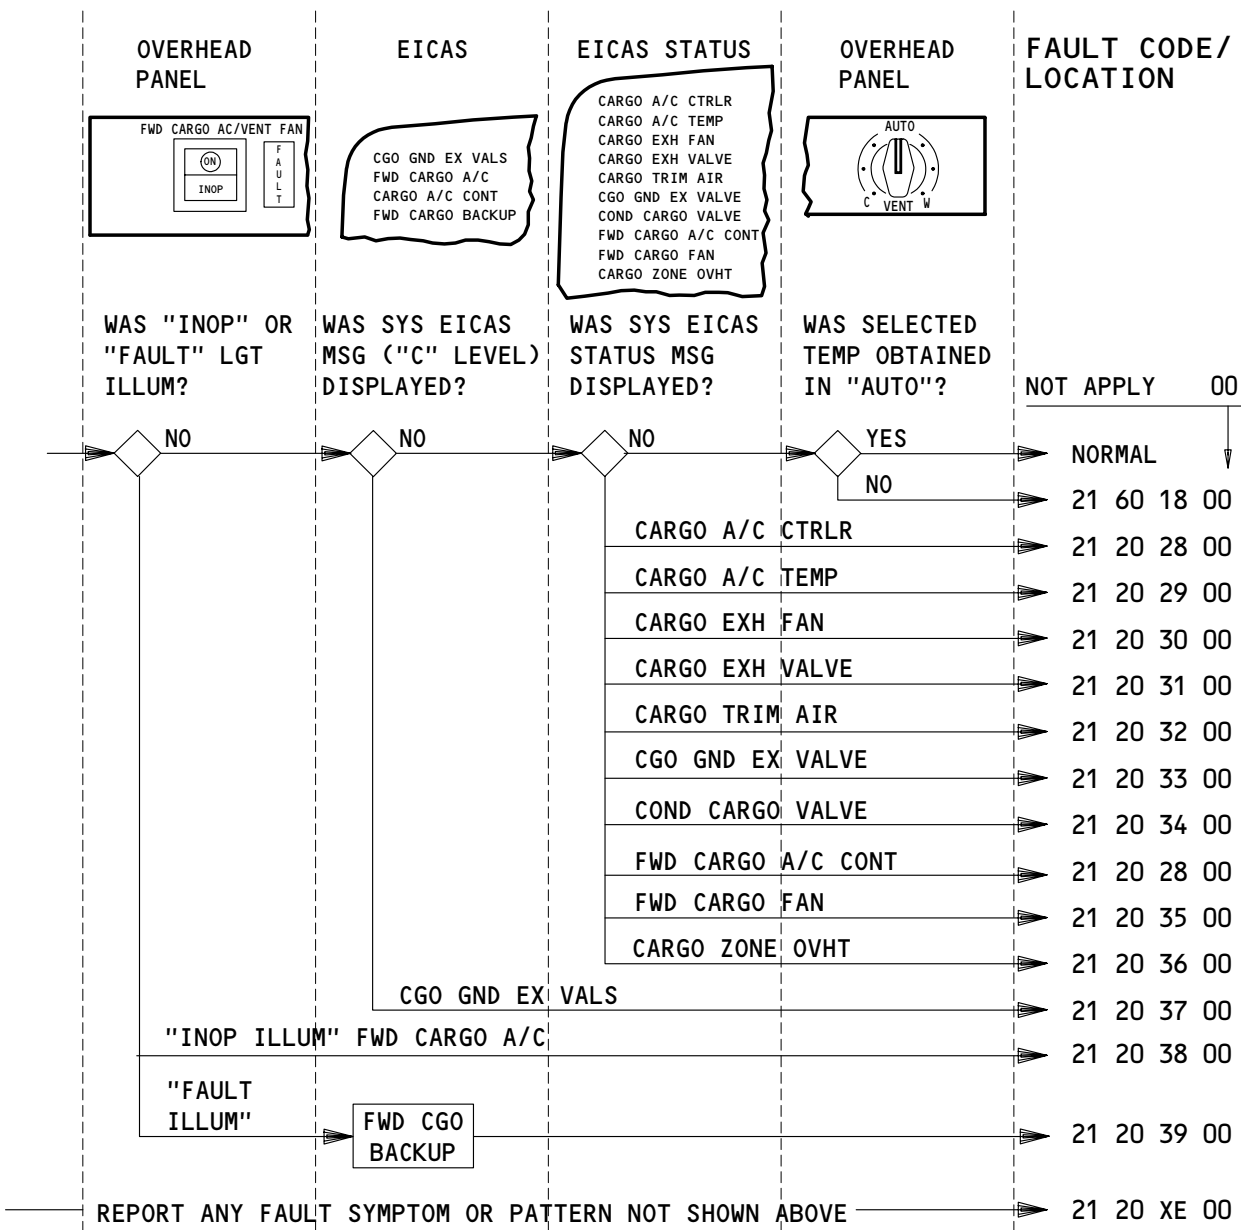 OVERHEAD
PANEL
EICAS
EICAS STATUS
OVERHEAD
PANEL
FAULT CODE/
LOCATION
FWD CARGO AC/VENT FAN
ON
INOP
F
A
U
L
T
CGO GND EX VALS
FWD CARGO A/C
CARGO A/C CONT
FWD CARGO BACKUP
CARGO A/C CTRLR
CARGO A/C TEMP
CARGO EXH FAN
CARGO EXH VALVE
CARGO TRIM AIR
CGO GND EX VALVE
COND CARGO VALVE
FWD CARGO A/C CONT
FWD CARGO FAN
CARGO ZONE OVHT
AUTO
C VENT W
WAS "INOP" OR
"FAULT" LGT
ILLUM?
WAS SYS EICAS
MSG ("C" LEVEL)
DISPLAYED?
WAS SYS EICAS
STATUS MSG
DISPLAYED?
WAS SELECTED
TEMP OBTAINED
IN "AUTO"?
NOT APPLY 00
NO
NO
NO
YES
NORMAL
NO
21 60 18 00
CARGO A/C CTRLR
21 20 28 00
CARGO A/C TEMP
21 20 29 00
CARGO EXH FAN
21 20 30 00
CARGO EXH VALVE
21 20 31 00
CARGO TRIM AIR
21 20 32 00
CGO GND EX VALVE
21 20 33 00
COND CARGO VALVE
21 20 34 00
FWD CARGO A/C CONT
21 20 28 00
FWD CARGO FAN
21 20 35 00
CARGO ZONE OVHT
21 20 36 00
CGO GND EX VALS
21 20 37 00
"INOP ILLUM" FWD CARGO A/C
21 20 38 00
"FAULT
ILLUM"
FWD CGO
BACKUP
21 20 39 00
REPORT ANY FAULT SYMPTOM OR PATTERN NOT SHOWN ABOVE
21 20 XE 00